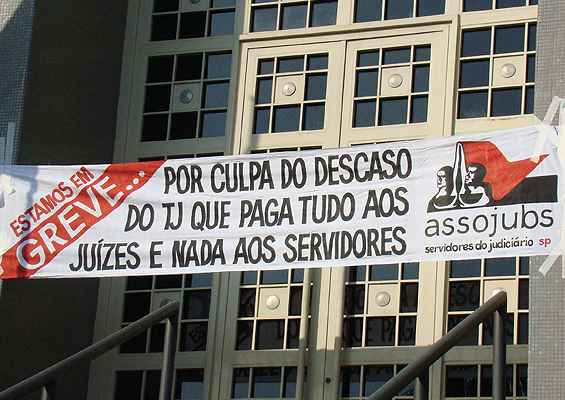 ESTAMOS EM
GREVE...
POR CULPA DO DESCASO
DO TJ QUE PAGA TUDO AOS
JUÍZES E NADA AOS SERVIDORES
assojubs
servidores do judiciário sp